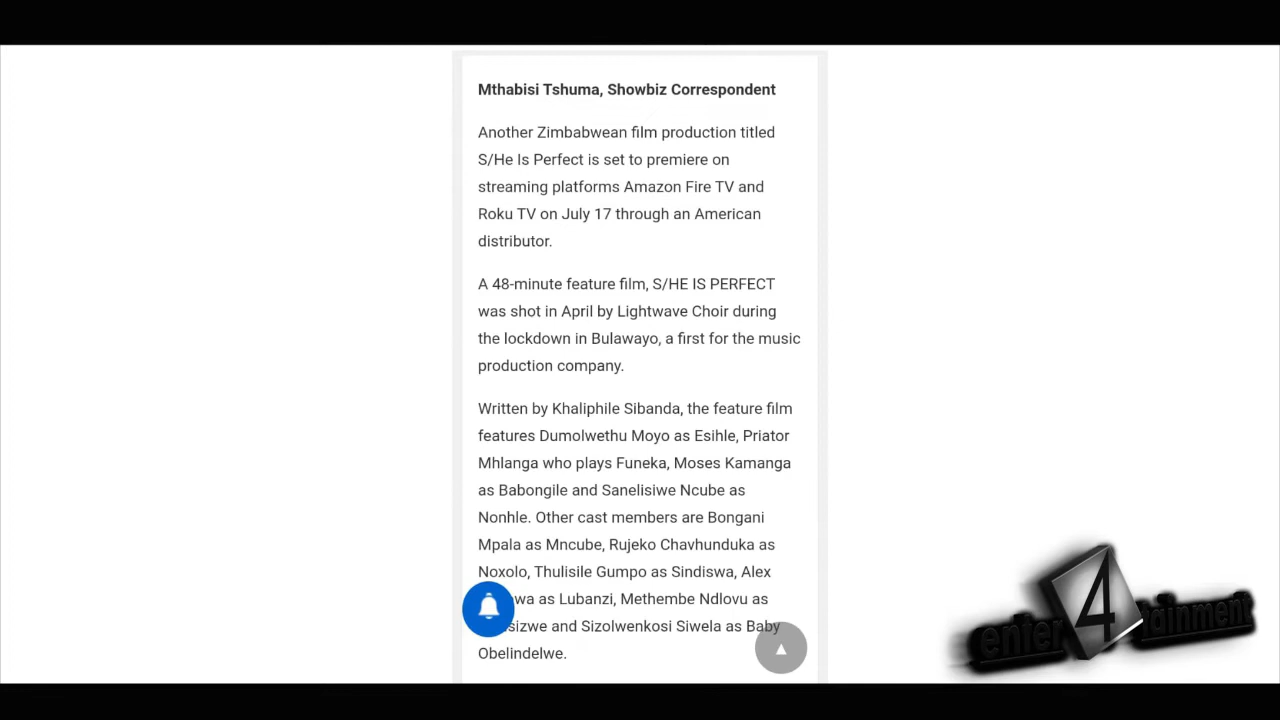 Mthabisi Tshuma, Showbiz Correspondent
Another Zimbabwean film production titled
S/He Is Perfect is set to premiere on
streaming platforms Amazon Fire TV and
Roku TV on July 17 through an American
distributor.
A 48-minute feature film, S/HE IS PERFECT
was shot in April by Lightwave Choir during
the lockdown in Bulawayo, a first for the music
production company.
Written by Khaliphile Sibanda, the feature film
features Dumolwethu Moyo as Esihle, Priator
Mhlanga who plays Funeka, Moses Kamanga
as Babongile and Sanelisiwe Ncube as
Nonhle. Other cast members are Bongani
Mpala as Mncube, Rujeko Chavhunduka as
Noxolo, Thulisile Gumpo as Sindiswa, Alex
as Lubanzi, Methembe Ndlovu as
and Sizolwenkosi Siwela as Baby
Obelindelwe.
enter4tainment